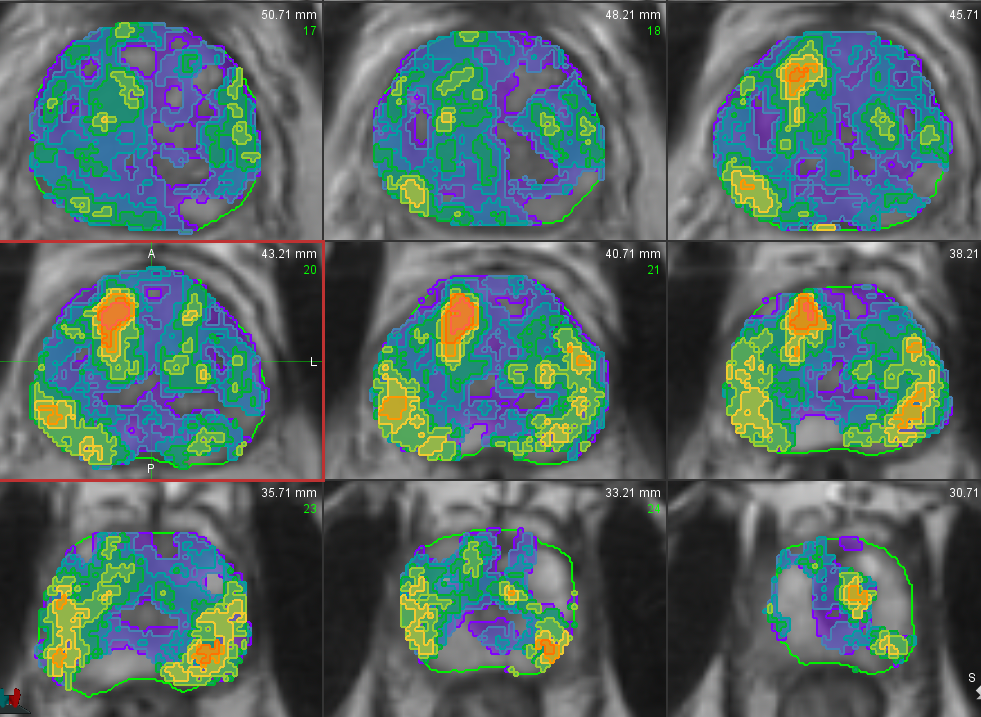 50.71 mm
17
48.21 mm
18
45.71
A
43.21 mm
20
L
P
40.71 mm
21
38.21
35.71 mm
23
33.21 mm
30.71
S